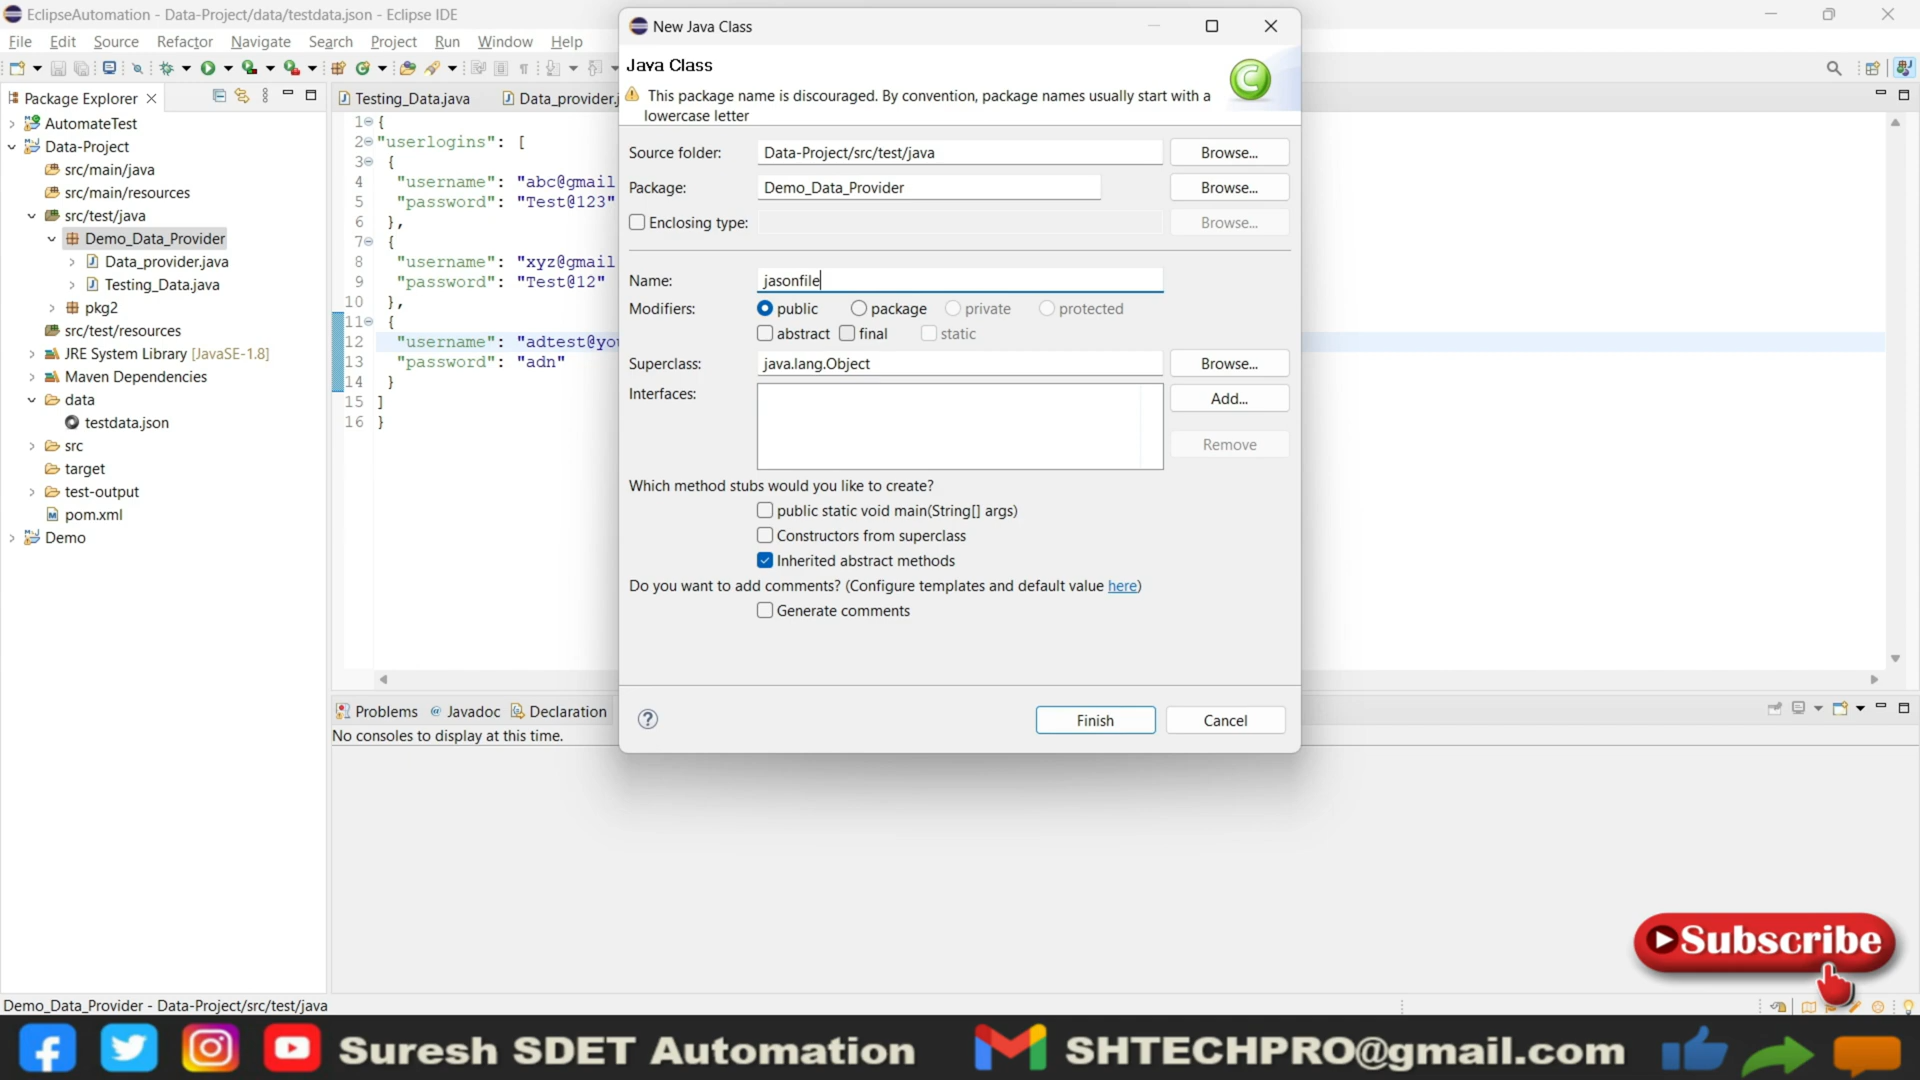 EclipseAutomation - Data-Project/data/testdata.json - Eclipse IDE
File Edit Source Refactor Navigate Search Project Run Window Help
Package Explorer
AutomateTest
Data-Project
src/main/java
src/main/resources
src/test/java
Demo_Data_Provider
Data_provider.java
Testing_Data.java
pkg2
src/test/resources
JRE System Library [JavaSE-1.8]
Maven Dependencies
data
testdata.json
src
target
test-output
pom.xml
Demo
Testing_Data.java Data_provider.j
1 {
2 "userlogins": [
3 {
4 "username": "abc@gmail
5 "password": "Test@123"
6 },
7 {
8 "username": "xyz@gmail
9 "password": "Test@12"
10 },
11 {
12 "username": "adtest@you
13 "password": "adn"
14 }
15 ]
16 }
New Java Class
Java Class
This package name is discouraged. By convention, package names usually start with a
lowercase letter
Source folder: Data-Project/src/test/java Browse...
Package: Demo_Data_Provider Browse...
Enclosing type: Browse...
Name: jasonfile
Modifiers: public package private protected
abstract final static
Superclass: java.lang.Object Browse...
Interfaces: Add...
Remove
Which method stubs would you like to create?
public static void main(String[] args)
Constructors from superclass
Inherited abstract methods
Do you want to add comments? (Configure templates and default value here)
Generate comments
Finish Cancel
Problems @ Javadoc Declaration
No consoles to display at this time.
Subscribe
Demo_Data_Provider - Data-Project/src/test/java
Suresh SDET Automation SHTECHPRO@gmail.com